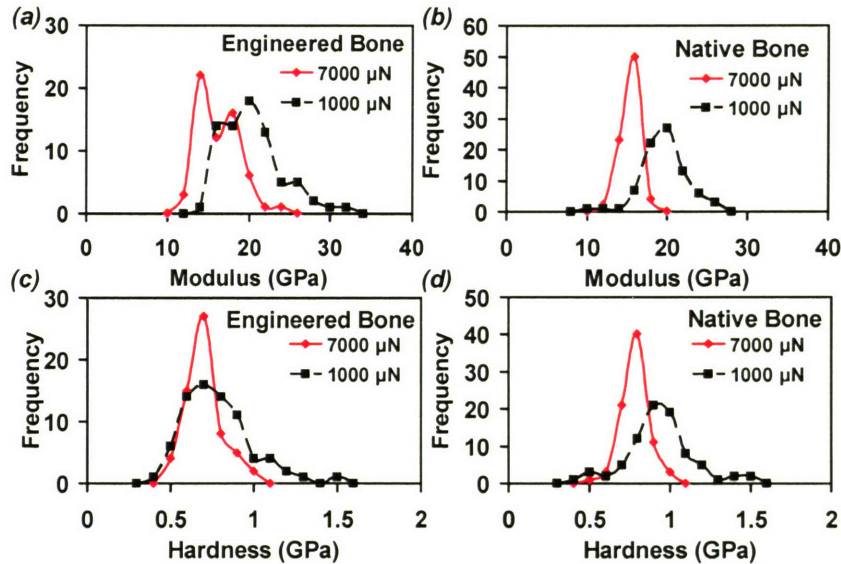 (a)
Engineered Bone
7000 µN
1000 µN
Frequency
30
20
10
0
0 10 20 30 40
Modulus (GPa)
(b)
Native Bone
7000 µN
1000 µN
Frequency
60
50
40
30
20
10
0
0 10 20 30 40
Modulus (GPa)
(c)
Engineered Bone
7000 µN
1000 µN
Frequency
30
20
10
0
0 0.5 1 1.5 2
Hardness (GPa)
(d)
Native Bone
7000 µN
1000 µN
Frequency
50
40
30
20
10
0
0 0.5 1 1.5 2
Hardness (GPa)